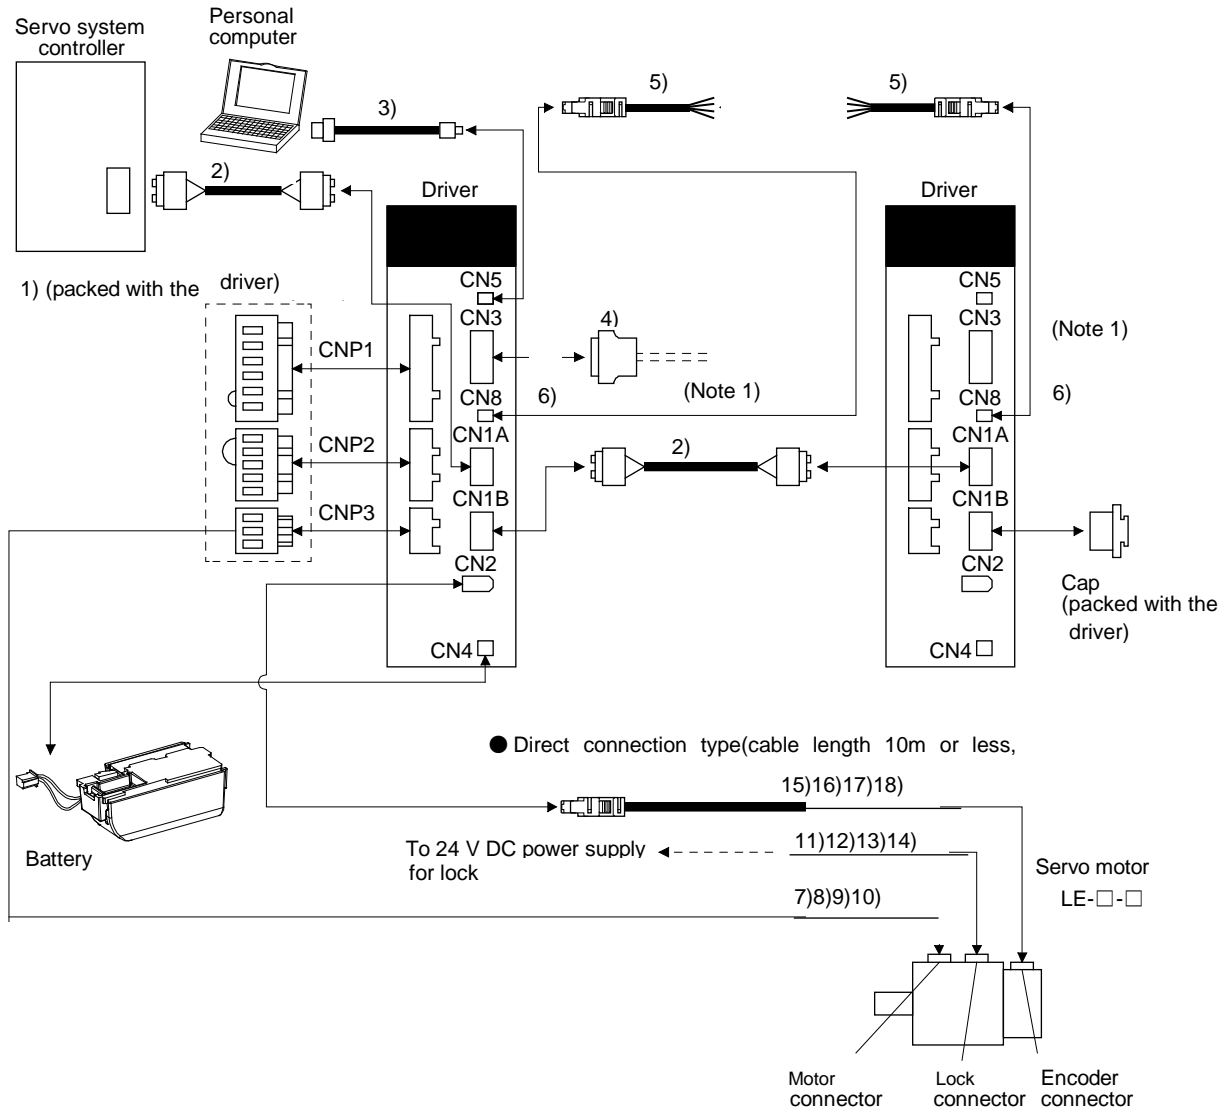 Servo system
controller
Personal
computer
3)
5)
5)
2)
Driver
Driver
1) (packed with the driver)
CN5
CN5
CN3
CN3
4)
(Note 1)
CNP1
(Note 1)
CN8
6)
CN8
6)
CN1A
CN1A
CNP2
2)
CN1B
CN1B
CNP3
CN2
CN2
Cap
(packed with the
driver)
CN4
CN4
● Direct connection type(cable length 10m or less,
15)16)17)18)
Battery
To 24 V DC power supply
for lock
11)12)13)14)
Servo motor
LE-□-□
7)8)9)10)
Motor
connector
Lock
connector
Encoder
connector